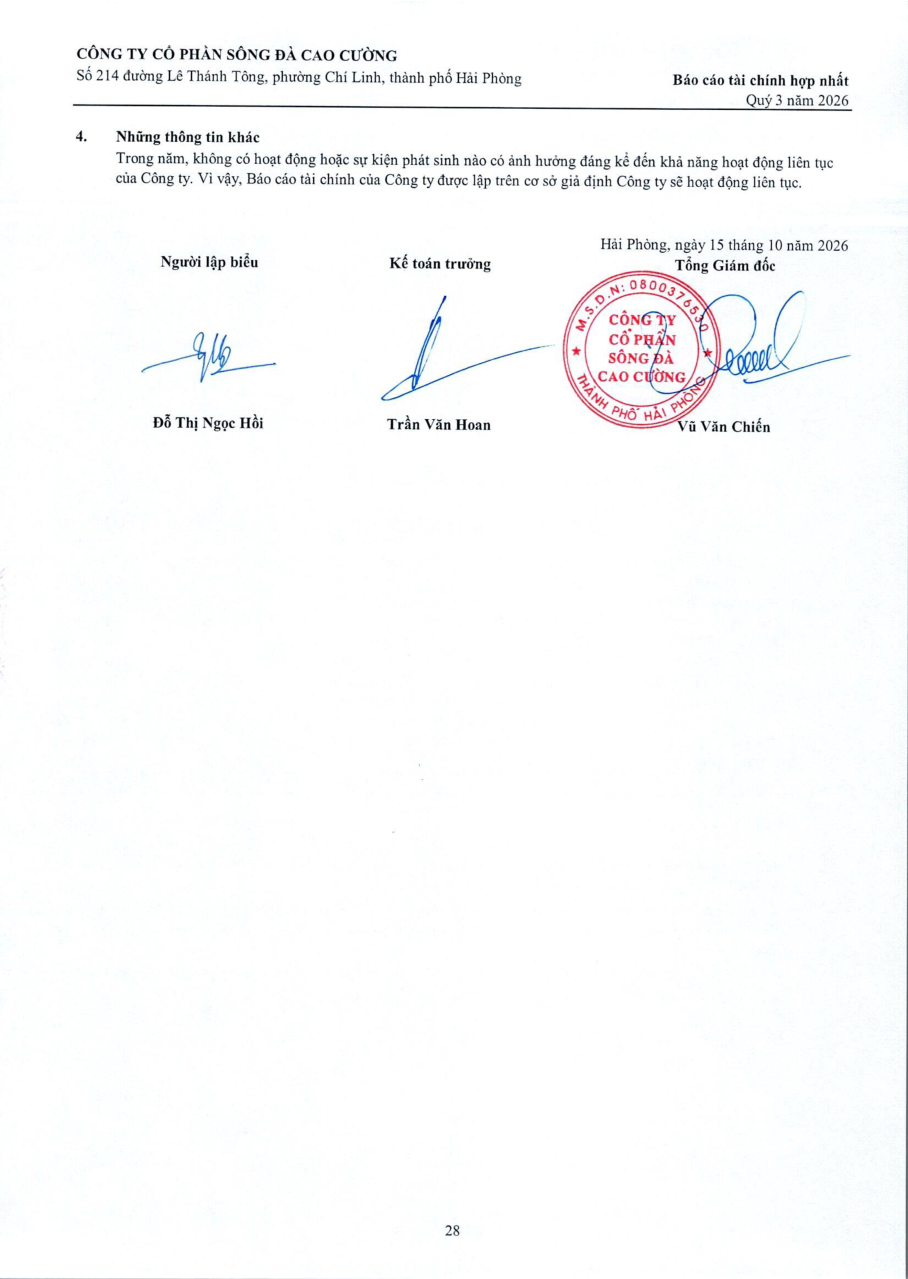 CÔNG TY CỔ PHẦN SÔNG ĐÀ CAO CƯỜNG
Số 214 đường Lê Thánh Tông, phường Chí Linh, thành phố Hải Phòng
Báo cáo tài chính hợp nhất
Quý 3 năm 2026
4. Những thông tin khác
Trong năm, không có hoạt động hoặc sự kiện phát sinh nào có ảnh hưởng đáng kể đến khả năng hoạt động liên tục
của Công ty. Vì vậy, Báo cáo tài chính của Công ty được lập trên cơ sở giả định Công ty sẽ hoạt động liên tục.
Hải Phòng, ngày 15 tháng 10 năm 2026
Người lập biểu
Kế toán trưởng
Tổng Giám đốc
M.S.D.N: 0800376530
CÔNG TY
CỔ PHẦN
SÔNG ĐÀ
CAO CƯỜNG
THÀNH PHỐ HẢI PHÒNG
Đỗ Thị Ngọc Hồi
Trần Văn Hoan
Vũ Văn Chiến
28